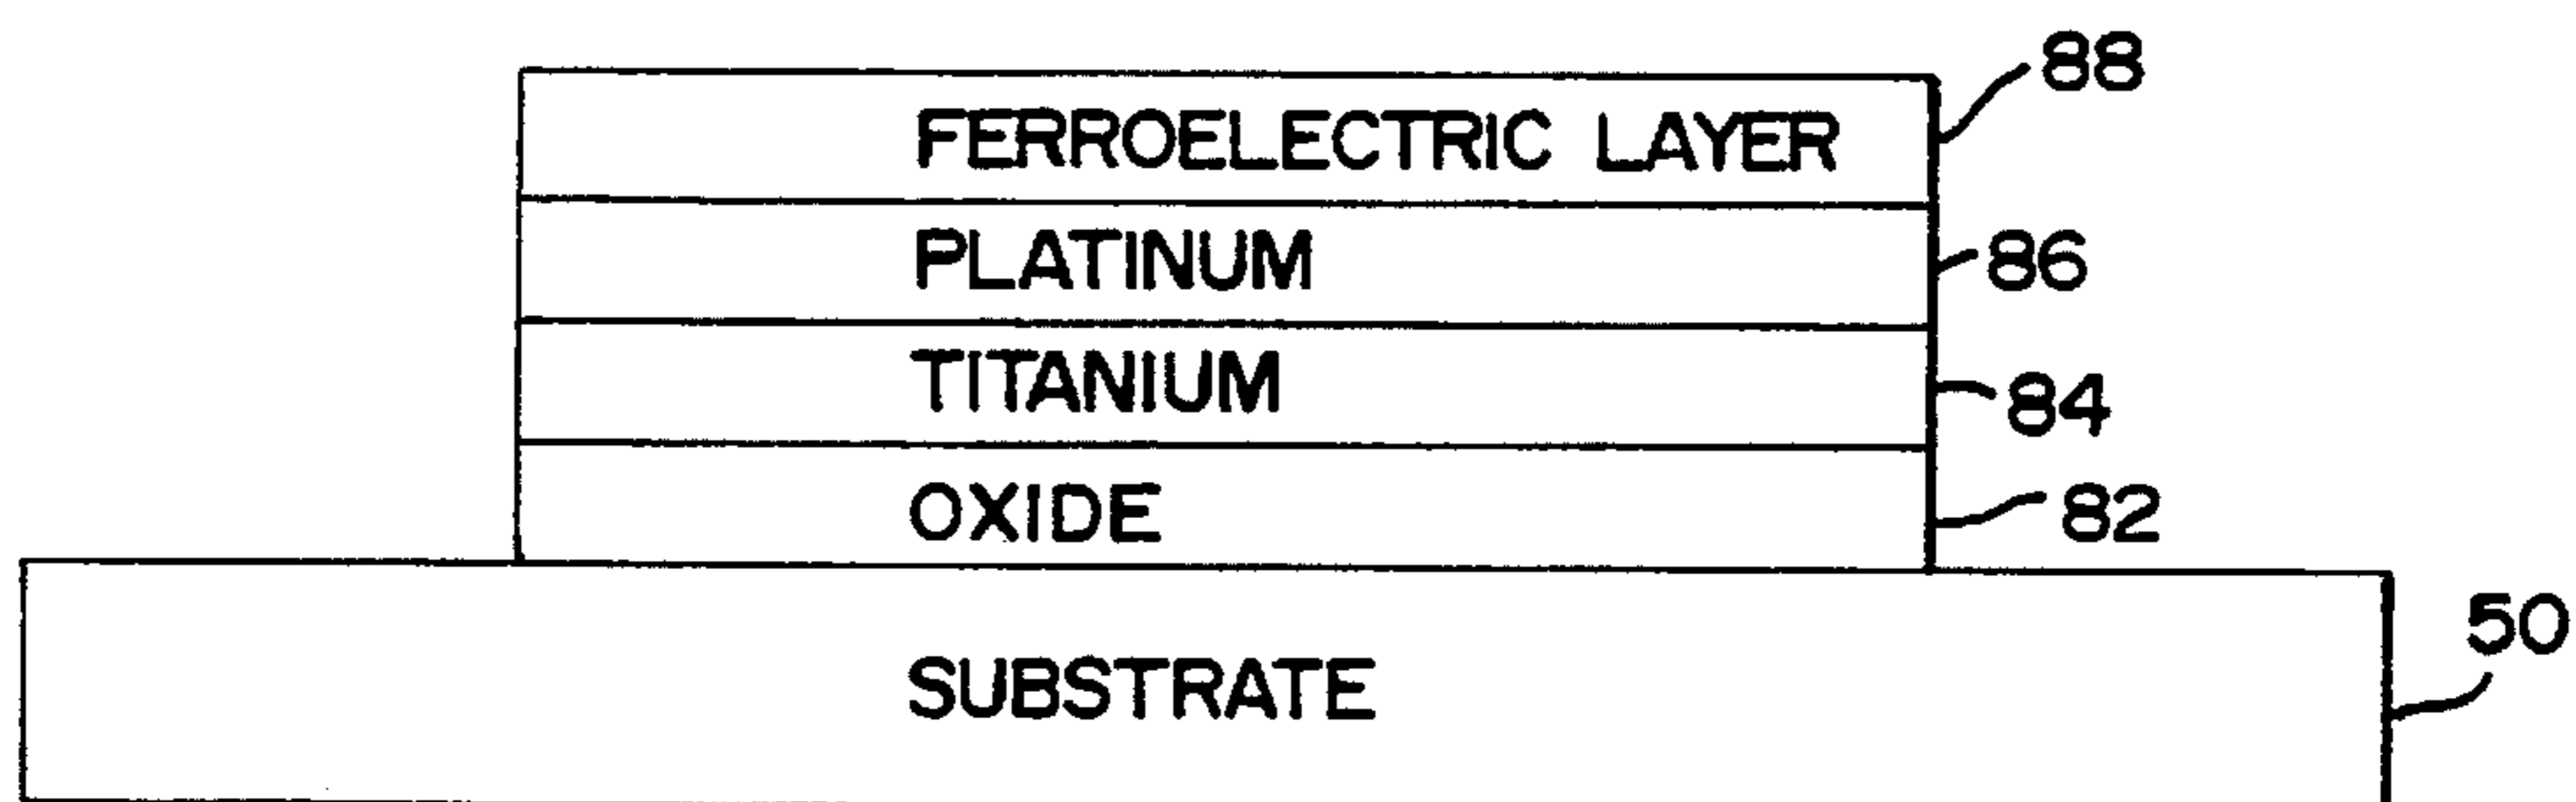 88
FERROELECTRIC LAYER
PLATINUM
86
TITANIUM
84
OXIDE
82
SUBSTRATE
50